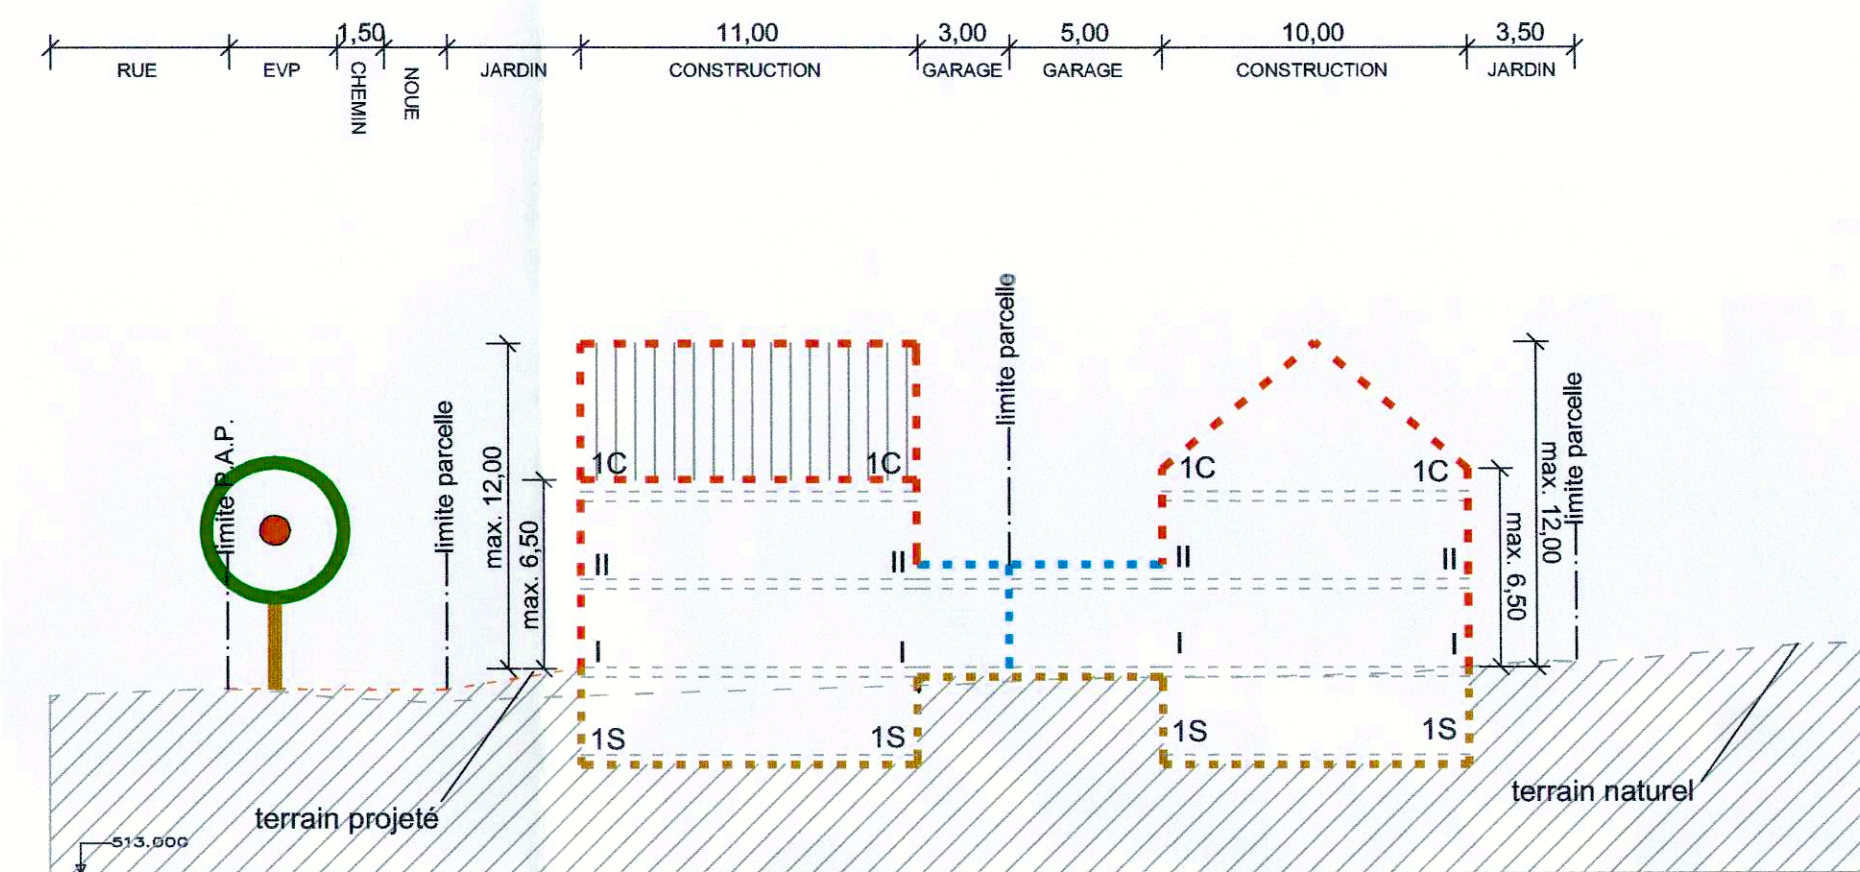 1,50 11,00 3,00 5,00 10,00 3,50
RUE EVP CHEMIN NOUE JARDIN CONSTRUCTION GARAGE GARAGE CONSTRUCTION JARDIN
limite P.A.P.
limite parcelle
max. 12,00
max. 6,50
limite parcelle
max. 6,50
max. 12,00
limite parcelle
1C 1C 1C 1C
II II II II
I I I I
1S 1S 1S 1S
terrain projeté
terrain naturel
513.000